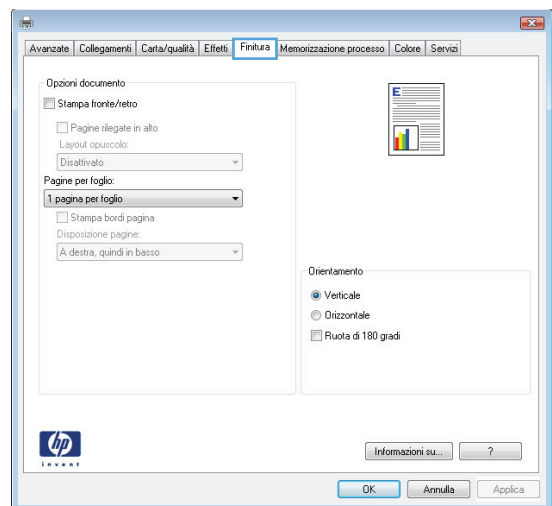 Avanzate Collegamenti Carta/qualità Effetti Finitura Memorizzazione processo Colore Servizi
Opzioni documento
Stampa fronte/retro
Pagine rilegate in alto
Layout opuscolo:
Disattivato
Pagine per foglio:
1 pagina per foglio
Stampa bordi pagina
Disposizione pagine:
A destra, quindi in basso
E
Orientamento
Verticale
Orizzontale
Ruota di 180 gradi
hp
invent
Informazioni su... ?
OK Annulla Applica